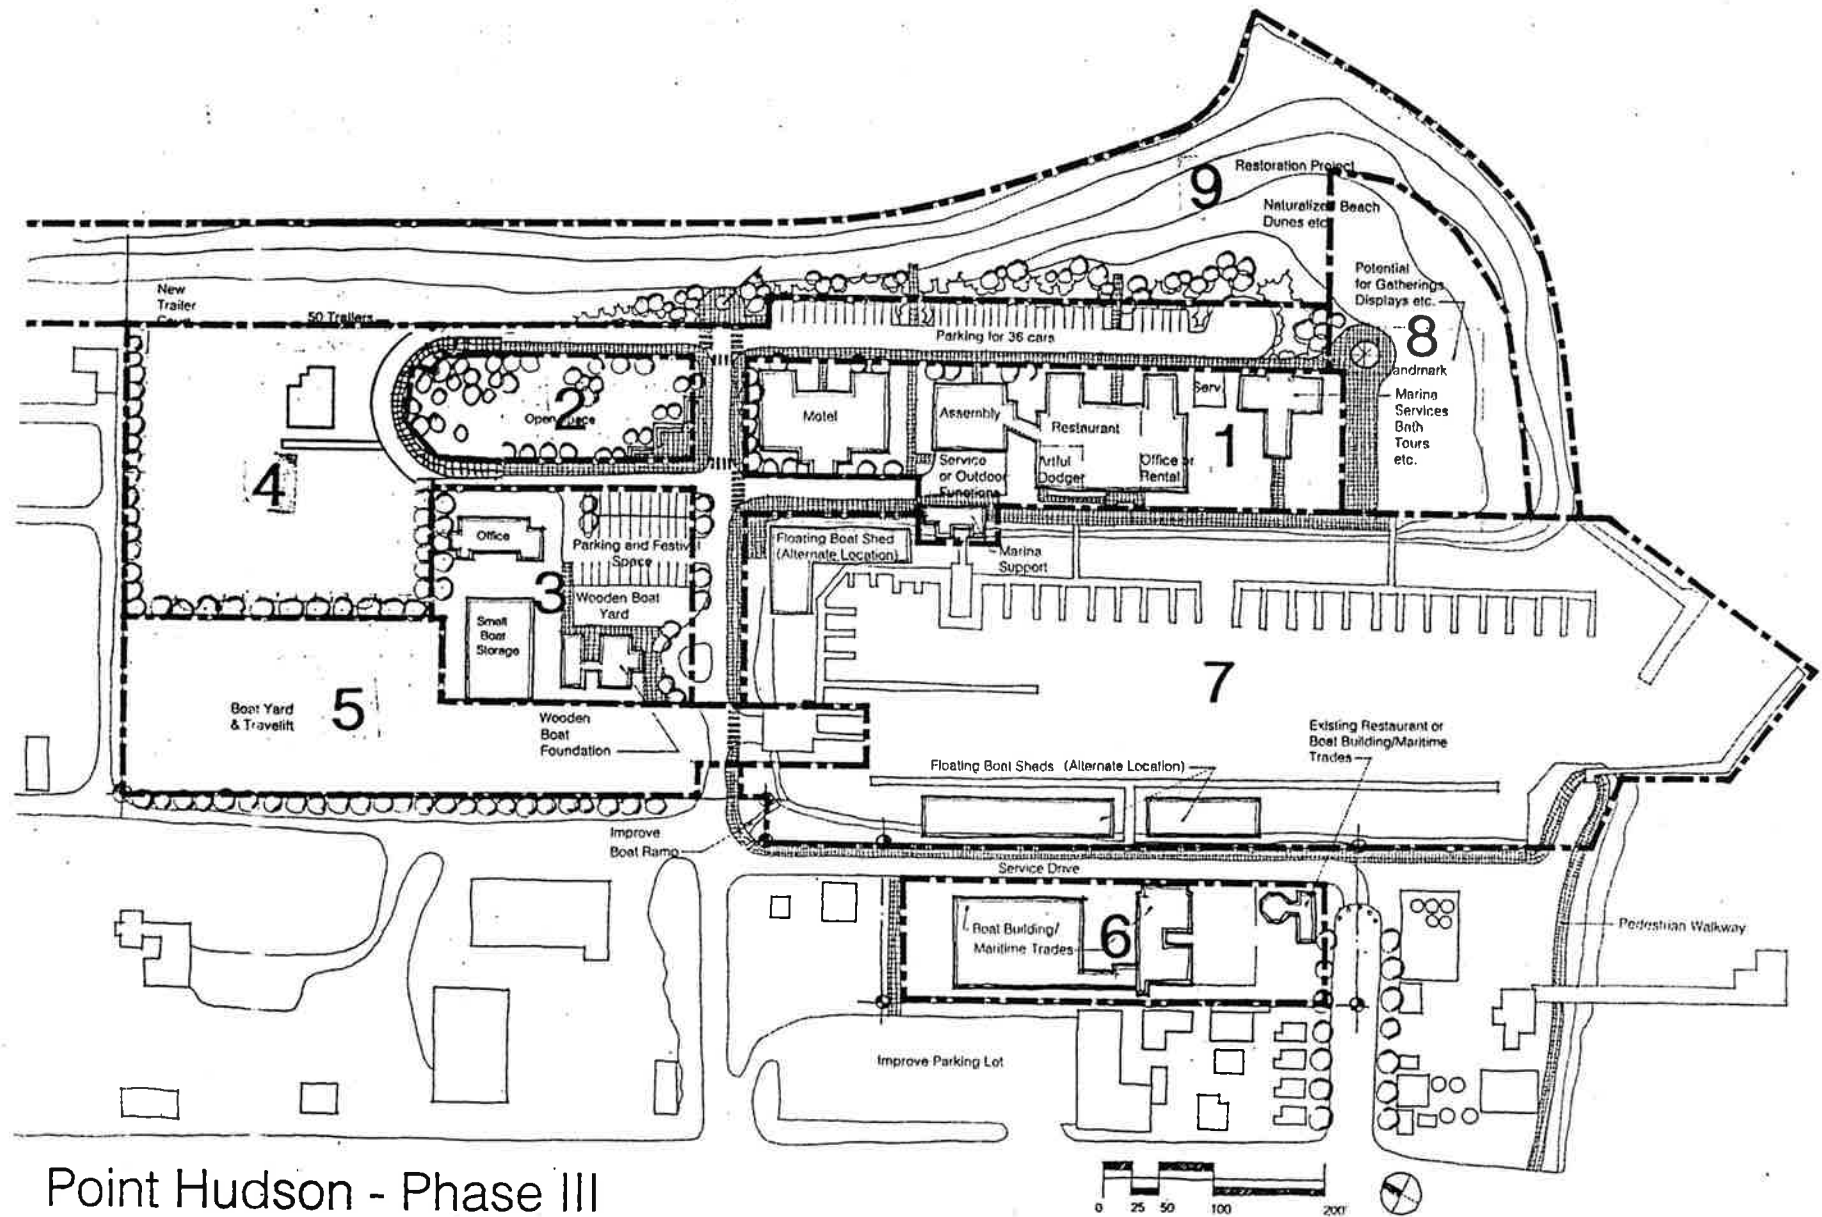 9
Restoration Project
Naturalized Beach
Dunes etc
New
Trailer
50 Trailers
Potential
for Gatherings
Displays etc.
8
Landmark
Marina
Services
Bath
Tours
etc.
Parking for 36 cars
2
Open Space
Motel
Assembly
Restaurant
Serv.
1
Service
or Outdoor
Functions
Artful
Dodger
Office or
Rental
4
Office
Parking and Festival
Space
3
Wooden Boat
Yard
Small
Boat
Storage
Floating Boat Shed
(Alternate Location)
Marina
Support
7
5
Boat Yard
& Travelift
Wooden
Boat
Foundation
Existing Restaurant or
Boat Building/Maritime
Trades
Floating Boat Sheds (Alternate Location)
Improve
Boat Ramp
Service Drive
6
Boat Building/
Maritime Trades
Pedestrian Walkway
Improve Parking Lot
Point Hudson - Phase III
0 25 50 100 200'